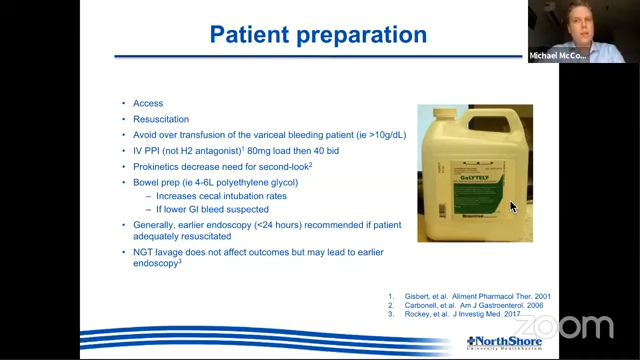 Patient preparation
Michael McCo...
• Access
• Resuscitation
• Avoid over transfusion of the variceal bleeding patient (ie >10g/dL)
• IV PPI (not H2 antagonist)1 80mg load then 40 bid
• Prokinetics decrease need for second-look2
• Bowel prep (ie 4-6L polyethylene glycol)
– Increases cecal intubation rates
– If lower GI bleed suspected
• Generally, earlier endoscopy (<24 hours) recommended if patient
adequately resuscitated
• NGT lavage does not affect outcomes but may lead to earlier
endoscopy3
GoLYTELY
1. Gisbert, et al. Aliment Pharmacol Ther. 2001
2. Carbonell, et al. Am J Gastroenterol. 2006
3. Rockey, et al. J Investig Med. 2017
zoom
NorthShore
University HealthSystem